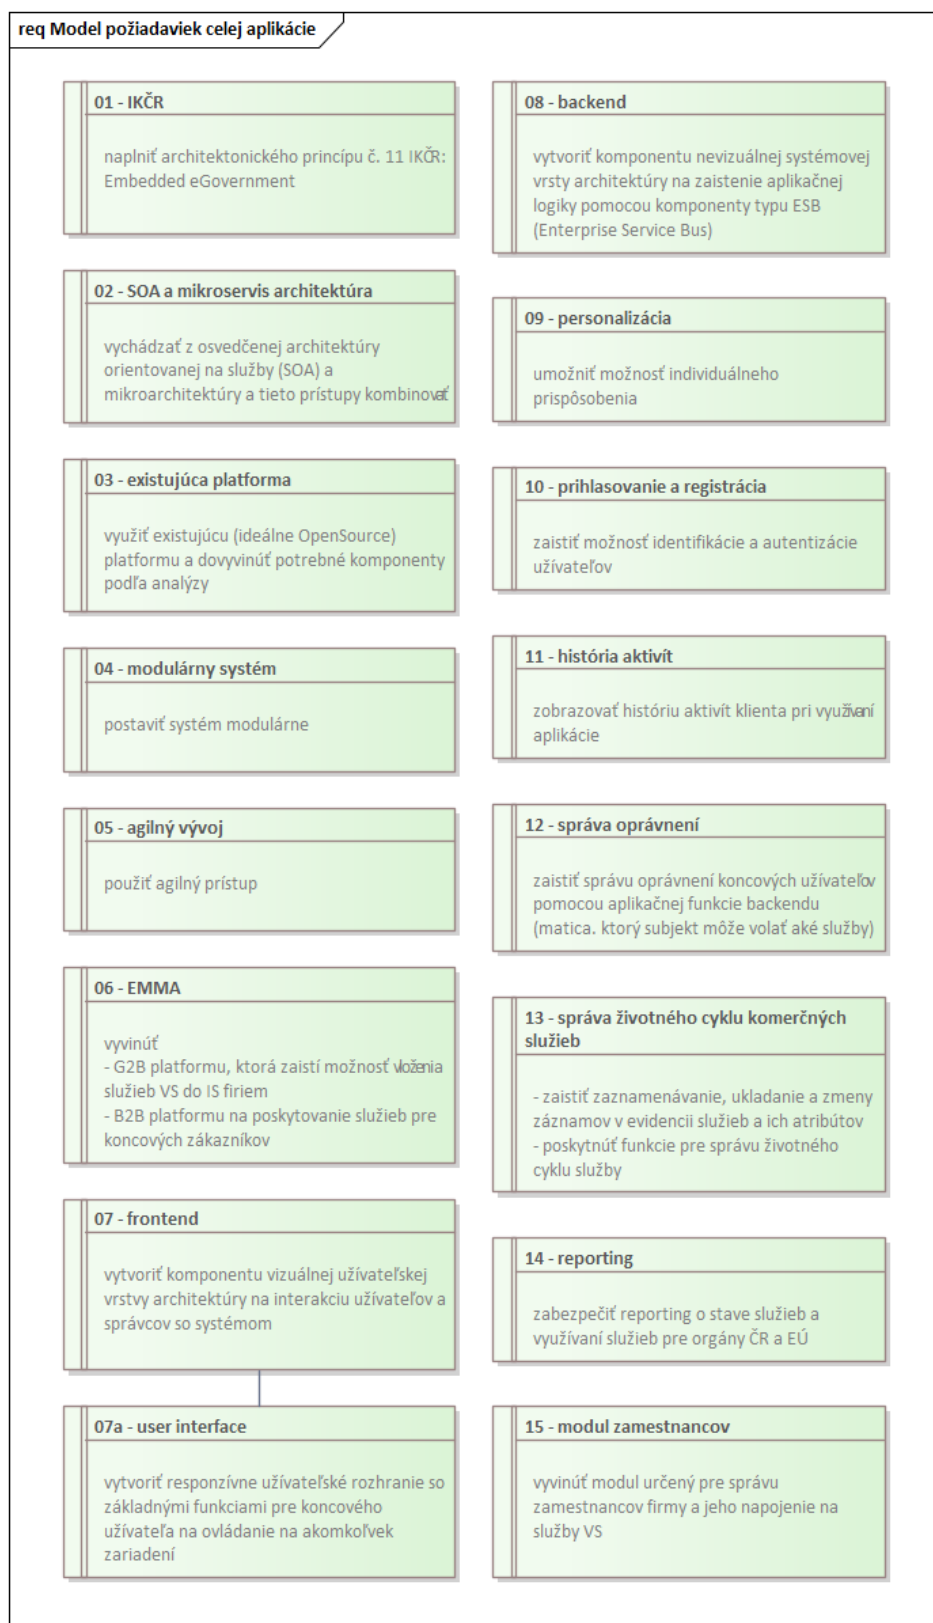 req Model požiadaviek celej aplikácie
01 - IKČR
naplniť architektonického princípu č. 11 IKČR:
Embedded eGovernment
02 - SOA a mikroservis architektúra
vychádzať z osvedčenej architektúry
orientovanej na služby (SOA) a
mikroarchitektúry a tieto prístupy kombinovať
03 - existujúca platforma
využiť existujúcu (ideálne OpenSource)
platformu a dovyvinúť potrebné komponenty
podľa analýzy
04 - modulárny systém
postaviť systém modulárne
05 - agilný vývoj
použiť agilný prístup
06 - EMMA
vyvinúť
- G2B platformu, ktorá zaistí možnosť vloženia
služieb VS do IS firiem
- B2B platformu na poskytovanie služieb pre
koncových zákazníkov
07 - frontend
vytvoriť komponentu vizuálnej užívateľskej
vrstvy architektúry na interakciu užívateľov a
správcov so systémom
07a - user interface
vytvoriť responzívne užívateľské rozhranie so
základnými funkciami pre koncového
užívateľa na ovládanie na akomkoľvek
zariadení
08 - backend
vytvoriť komponentu nevizuálnej systémovej
vrsty architektúry na zaistenie aplikačnej
logiky pomocou komponenty typu ESB
(Enterprise Service Bus)
09 - personalizácia
umožniť možnosť individuálneho
prispôsobenia
10 - prihlasovanie a registrácia
zaistiť možnosť identifikácie a autentizácie
užívateľov
11 - história aktivít
zobrazovať históriu aktivít klienta pri využívaní
aplikácie
12 - správa oprávnení
zaistiť správu oprávnení koncových užívateľov
pomocou aplikačnej funkcie backendu
(matica. ktorý subjekt môže volať aké služby)
13 - správa životného cyklu komerčných
služieb
- zaistiť zaznamenávanie, ukladanie a zmeny
záznamov v evidencii služieb a ich atribútov
- poskytnúť funkcie pre správu životného
cyklu služby
14 - reporting
zabezpečiť reporting o stave služieb a
využívaní služieb pre orgány ČR a EÚ
15 - modul zamestnancov
vyvinúť modul určený pre správu
zamestnancov firmy a jeho napojenie na
služby VS